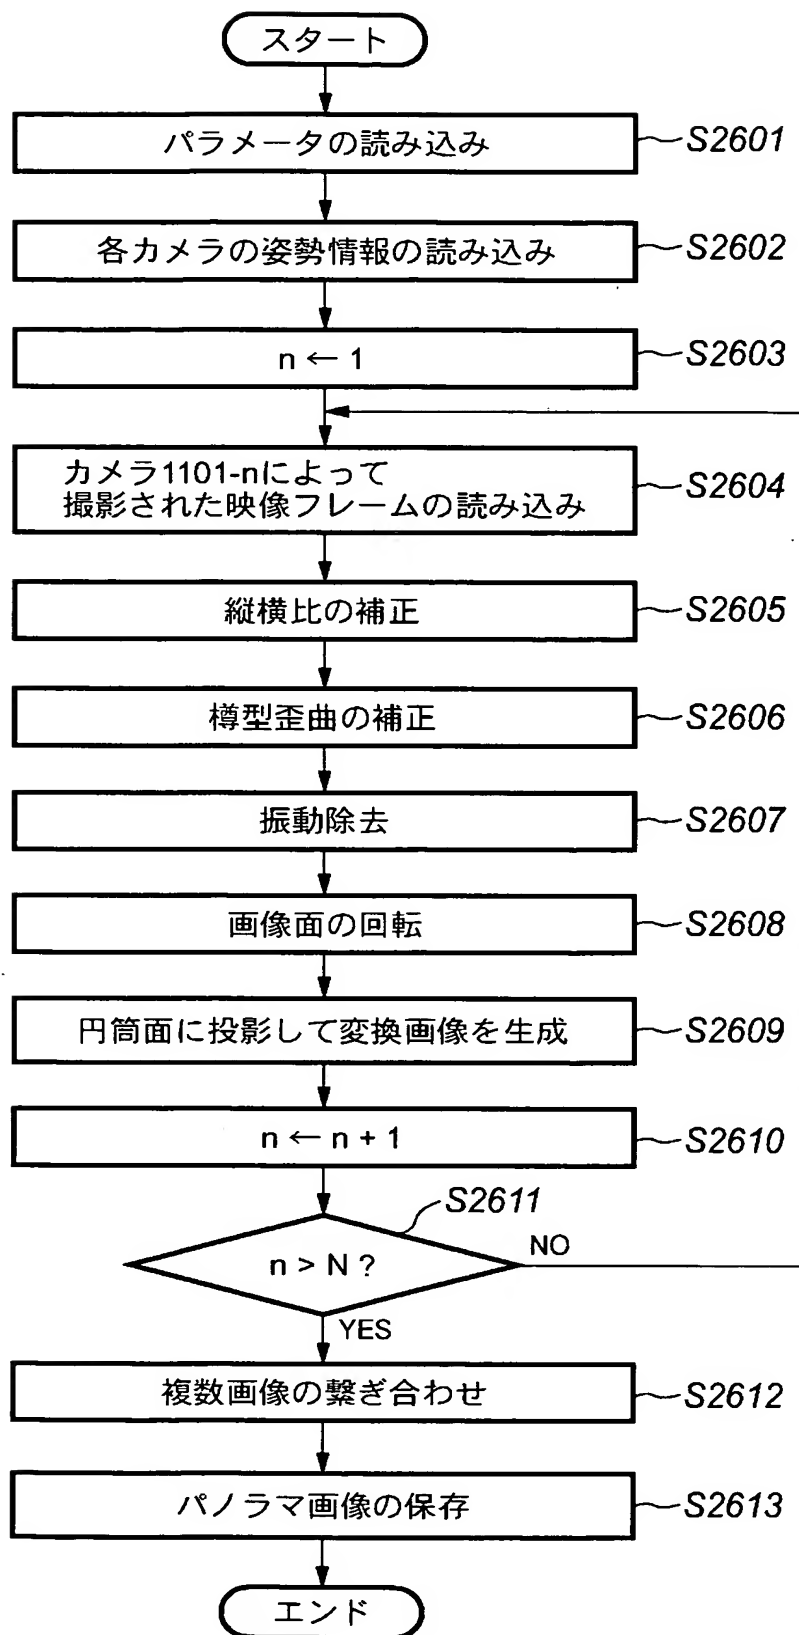 スタート
パラメータの読み込み
S2601
各カメラの姿勢情報の読み込み
S2602
n ← 1
S2603
カメラ1101-nによって
撮影された映像フレームの読み込み
S2604
縦横比の補正
S2605
樽型歪曲の補正
S2606
振動除去
S2607
画像面の回転
S2608
円筒面に投影して変換画像を生成
S2609
n ← n + 1
S2610
S2611
n > N ?
NO
YES
複数画像の繋ぎ合わせ
S2612
パノラマ画像の保存
S2613
エンド